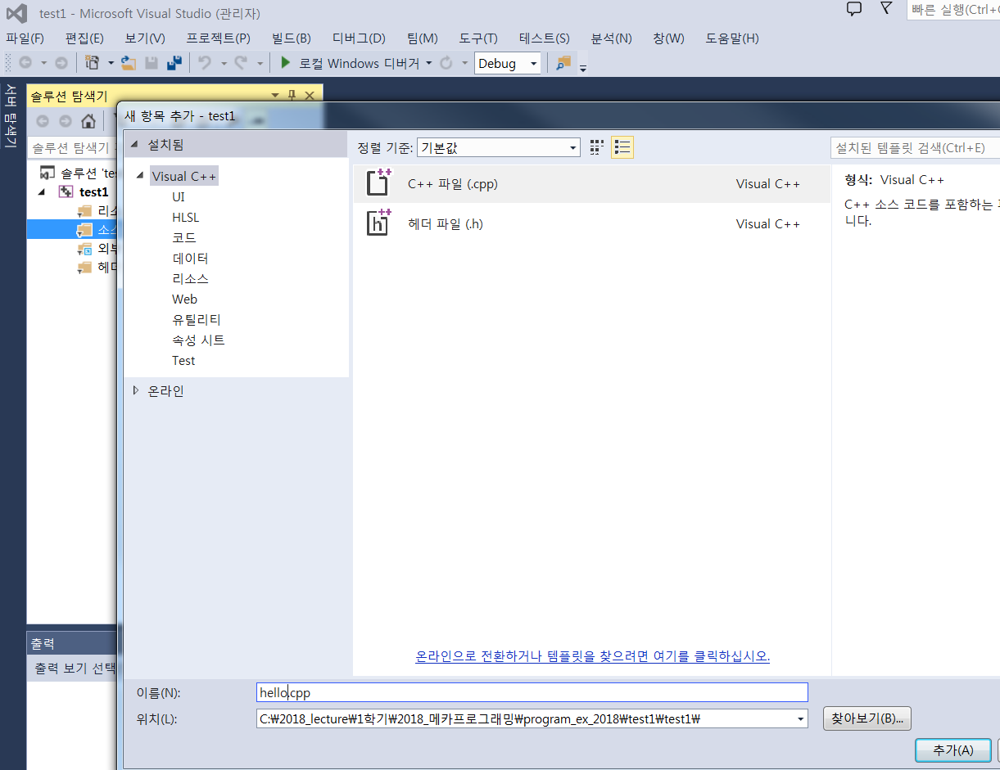 test1 - Microsoft Visual Studio (관리자)
빠른 실행(Ctrl+
파일(F) 편집(E) 보기(V) 프로젝트(P) 빌드(B) 디버그(D) 팀(M) 도구(T) 테스트(S) 분석(N) 창(W) 도움말(H)
로컬 Windows 디버거 Debug
서버 탐색기
솔루션 탐색기
솔루션 탐색기
솔루션 'te
test1
리소
소스
외부
헤더
출력
출력 보기 선택
새 항목 추가 - test1
설치됨
Visual C++
UI
HLSL
코드
데이터
리소스
Web
유틸리티
속성 시트
Test
온라인
정렬 기준: 기본값
설치된 템플릿 검색(Ctrl+E)
C++ 파일 (.cpp) Visual C++
헤더 파일 (.h) Visual C++
형식: Visual C++
C++ 소스 코드를 포함하는
니다.
온라인으로 전환하거나 템플릿을 찾으려면 여기를 클릭하십시오.
이름(N): hello.cpp
위치(L): C:₩2018_lecture₩1학기₩2018_메카프로그래밍₩program_ex_2018₩test1₩test1₩
찾아보기(B)...
추가(A)